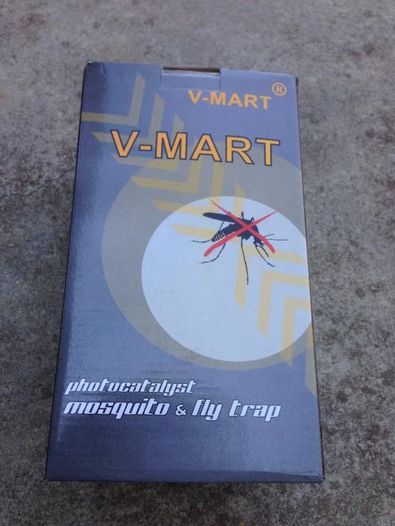 V-MART ®
V-MART
photocatalyst
mosquito & fly trap